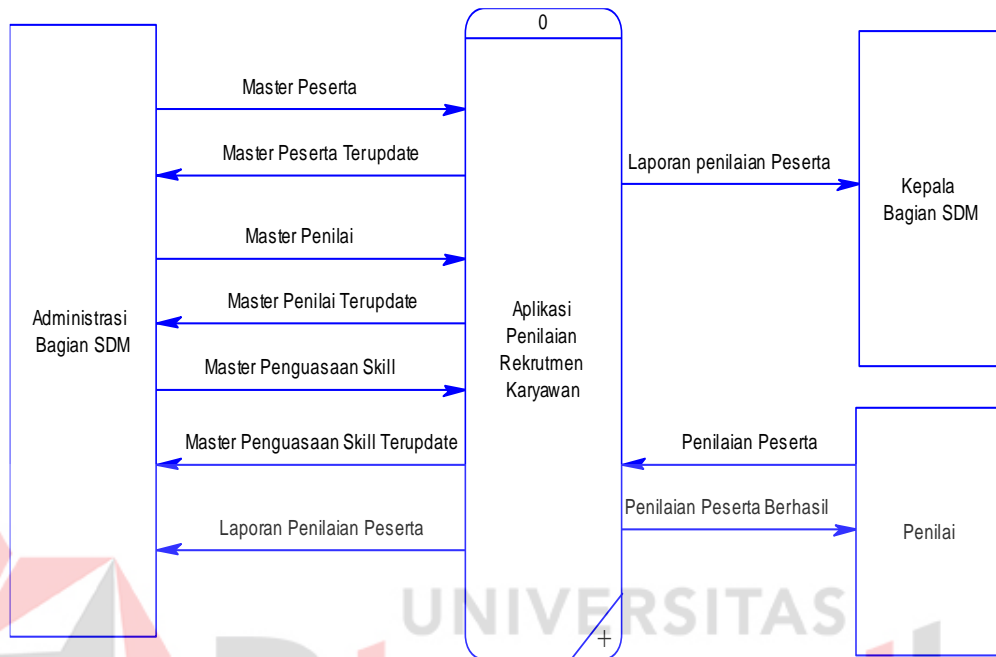 0
Master Peserta
Master Peserta Terupdate
Master Penilai
Master Penilai Terupdate
Master Penguasaan Skill
Master Penguasaan Skill Terupdate
Laporan Penilaian Peserta
Administrasi
Bagian SDM
Aplikasi
Penilaian
Rekrutmen
Karyawan
Laporan penilaian Peserta
Kepala
Bagian SDM
Penilaian Peserta
Penilaian Peserta Berhasil
Penilai
+
UNIVERSITAS